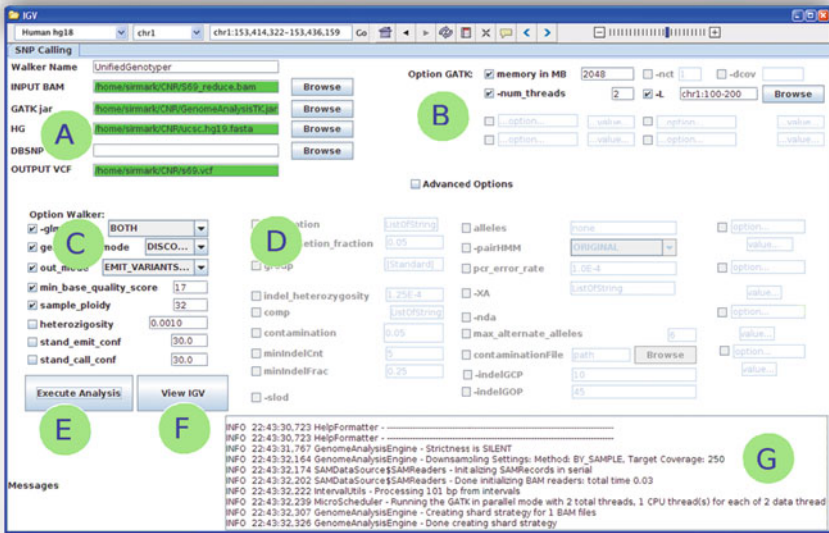 IGV
Human hg18 chr1 chr1:153,414,322-153,436,159 Go
SNP Calling
Walker Name UnifiedGenotyper
INPUT BAM /home/sirmark/CNR/S69_reduce.bam Browse
GATK jar /home/sirmark/CNR/GenomeAnalysisTK.jar Browse
HG /home/sirmark/CNR/ucsc.hg19.fasta Browse
DBSNP Browse
OUTPUT VCF /home/sirmark/CNR/s69.vcf
A
Option GATK: memory in MB 2048 -nct 1 -dcov
-num_threads 2 -L chr1:100-200 Browse
...option... value... ...option... value...
...option... value... ...option... value...
B
Advanced Options
Option Walker:
BOTH
mode DISCO...
out_mode EMIT_VARIANTS...
min_base_quality_score 17
sample_ploidy 32
heterozigosity 0.0010
stand_emit_conf 30.0
stand_call_conf 30.0
C
ListOfString
0.05
group [Standard]
indel_heterozygosity 1.25E-4
comp ListOfString
contamination 0.05
minIndelCnt 5
minIndelFrac 0.25
-slod
D
alleles none
-pairHMM ORIGINAL
pcr_error_rate 1.0E-4
-XA ListOfString
-nda
max_alternate_alleles 6
contaminationFile path Browse
-indelGCP 10
-indelGOP 45
option...
value...
option...
value...
option...
value...
option...
value...
Execute Analysis View IGV
E F
Messages
INFO 22:43:30,723 HelpFormatter - --------------------------------------------------------------
INFO 22:43:30,723 HelpFormatter - --------------------------------------------------------------
INFO 22:43:31,767 GenomeAnalysisEngine - Strictness is SILENT
INFO 22:43:32,164 GenomeAnalysisEngine - Downsampling Settings: Method: BY_SAMPLE, Target Coverage: 250
INFO 22:43:32,174 SAMDataSource$SAMReaders - Initializing SAMRecords in serial
INFO 22:43:32,202 SAMDataSource$SAMReaders - Done initializing BAM readers: total time 0.03
INFO 22:43:32,222 IntervalUtils - Processing 101 bp from intervals
INFO 22:43:32,239 MicroScheduler - Running the GATK in parallel mode with 2 total threads, 1 CPU thread(s) for each of 2 data thread
INFO 22:43:32,307 GenomeAnalysisEngine - Creating shard strategy for 1 BAM files
INFO 22:43:32,326 GenomeAnalysisEngine - Done creating shard strategy
G